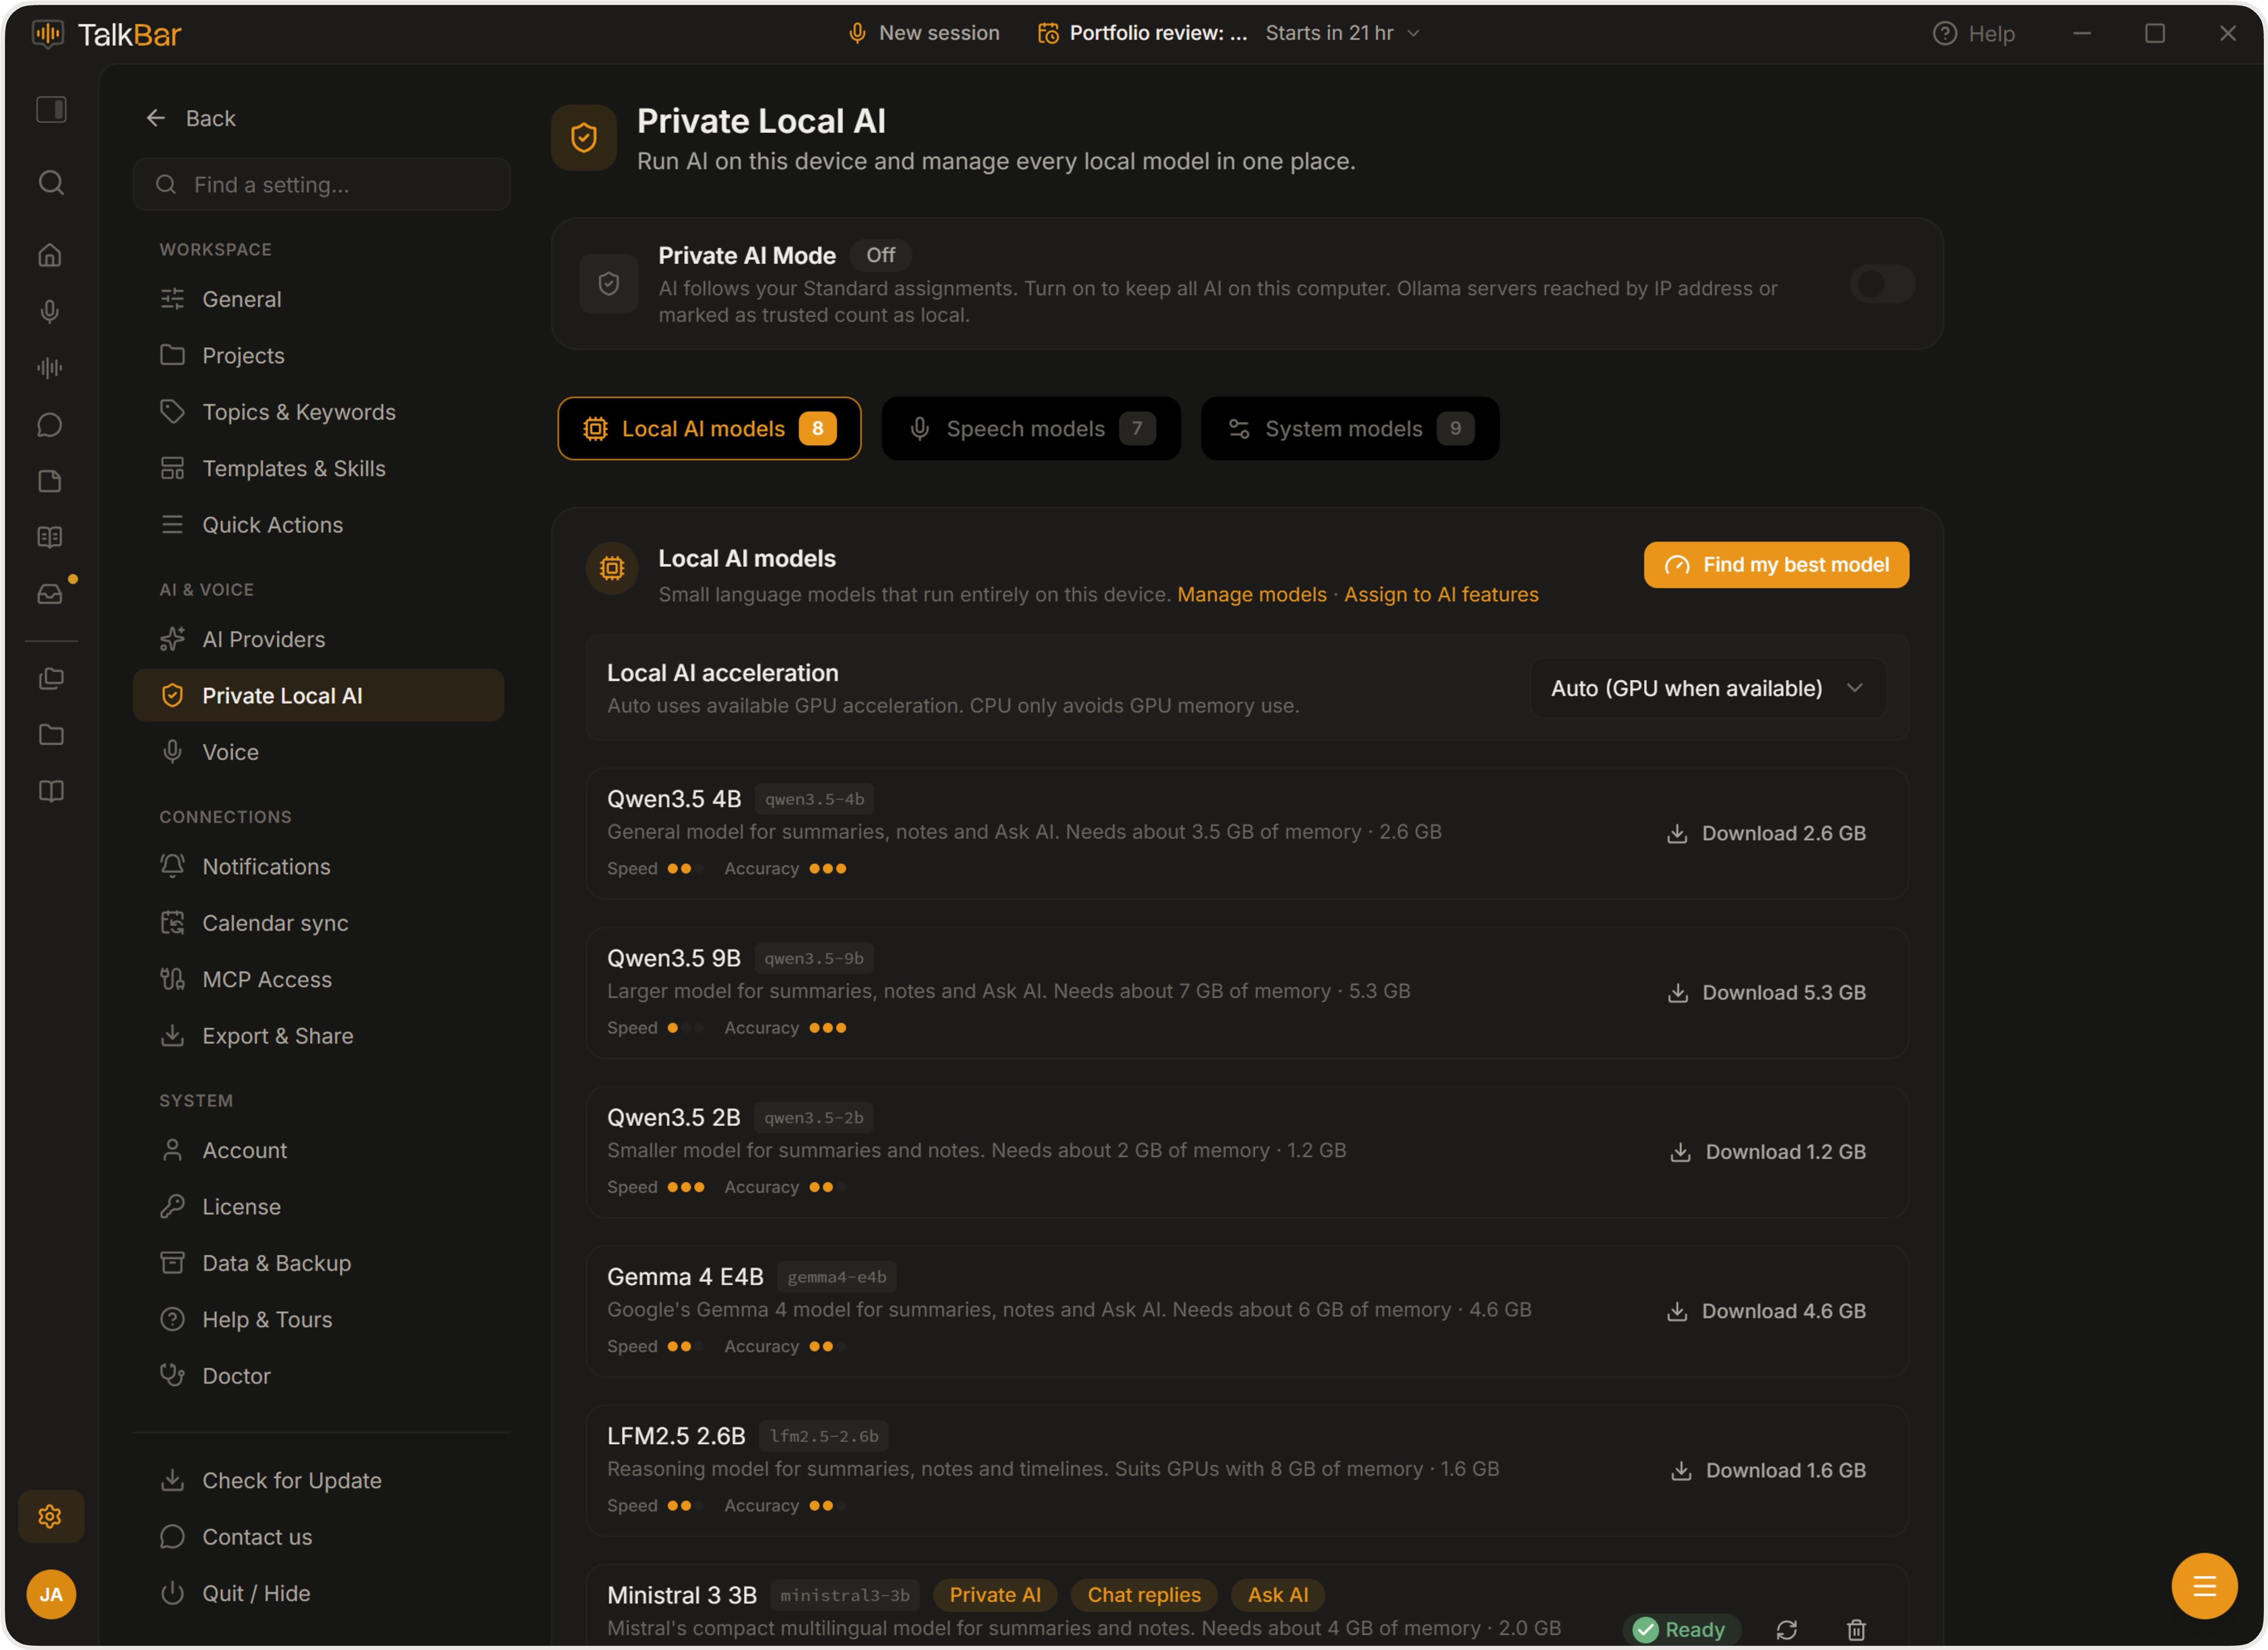 TalkBar
New session
Portfolio review: ... Starts in 21 hr
Help
Back
Find a setting...
WORKSPACE
General
Projects
Topics & Keywords
Templates & Skills
Quick Actions
AI & VOICE
AI Providers
Private Local AI
Voice
CONNECTIONS
Notifications
Calendar sync
MCP Access
Export & Share
SYSTEM
Account
License
Data & Backup
Help & Tours
Doctor
Check for Update
Contact us
Quit / Hide
JA
Private Local AI
Run AI on this device and manage every local model in one place.
Private AI Mode Off
AI follows your Standard assignments. Turn on to keep all AI on this computer. Ollama servers reached by IP address or
marked as trusted count as local.
Local AI models 8
Speech models 7
System models 9
Local AI models
Small language models that run entirely on this device. Manage models · Assign to AI features
Find my best model
Local AI acceleration
Auto uses available GPU acceleration. CPU only avoids GPU memory use.
Auto (GPU when available)
Qwen3.5 4B qwen3.5-4b
General model for summaries, notes and Ask AI. Needs about 3.5 GB of memory · 2.6 GB
Speed Accuracy
Download 2.6 GB
Qwen3.5 9B qwen3.5-9b
Larger model for summaries, notes and Ask AI. Needs about 7 GB of memory · 5.3 GB
Speed Accuracy
Download 5.3 GB
Qwen3.5 2B qwen3.5-2b
Smaller model for summaries and notes. Needs about 2 GB of memory · 1.2 GB
Speed Accuracy
Download 1.2 GB
Gemma 4 E4B gemma4-e4b
Google's Gemma 4 model for summaries, notes and Ask AI. Needs about 6 GB of memory · 4.6 GB
Speed Accuracy
Download 4.6 GB
LFM2.5 2.6B lfm2.5-2.6b
Reasoning model for summaries, notes and timelines. Suits GPUs with 8 GB of memory · 1.6 GB
Speed Accuracy
Download 1.6 GB
Ministral 3 3B ministral3-3b Private AI Chat replies Ask AI
Mistral's compact multilingual model for summaries and notes. Needs about 4 GB of memory · 2.0 GB
Ready